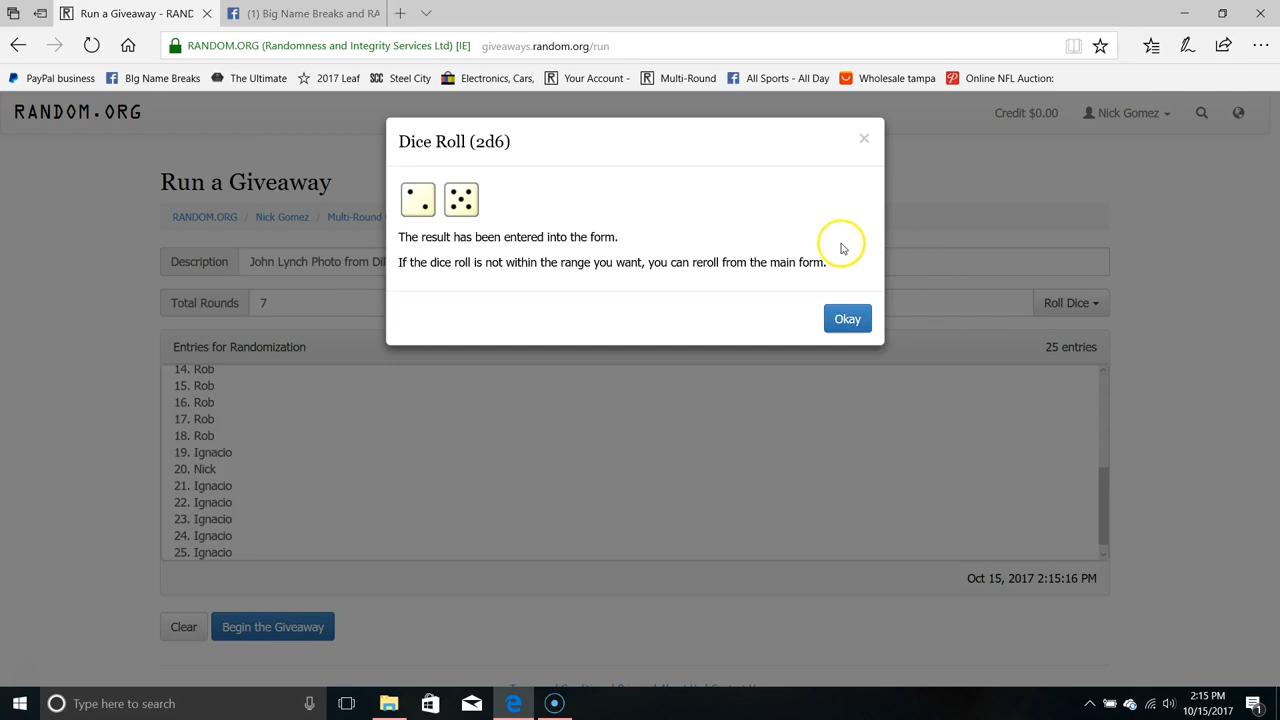 Run a Giveaway - RAND
(1) Big Name Breaks and RA
RANDOM.ORG (Randomness and Integrity Services Ltd) [IE]
giveaways.random.org/run
PayPal business
BIg Name Breaks
The Ultimate
2017 Leaf
SCC Steel City
Electronics, Cars,
Your Account -
Multi-Round
All Sports - All Day
Wholesale tampa
Online NFL Auction:
RANDOM.ORG
Credit $0.00
Nick Gomez
Dice Roll (2d6)
×
Run a Giveaway
RANDOM.ORG / Nick Gomez / Multi-Round
The result has been entered into the form.
Description
John Lynch Photo from Dil
If the dice roll is not within the range you want, you can reroll from the main form.
Total Rounds
7
Roll Dice
Okay
Entries for Randomization
25 entries
14. Rob
15. Rob
16. Rob
17. Rob
18. Rob
19. Ignacio
20. Nick
21. Ignacio
22. Ignacio
23. Ignacio
24. Ignacio
25. Ignacio
Oct 15, 2017 2:15:16 PM
Clear
Begin the Giveaway
Type here to search
2:15 PM
10/15/2017